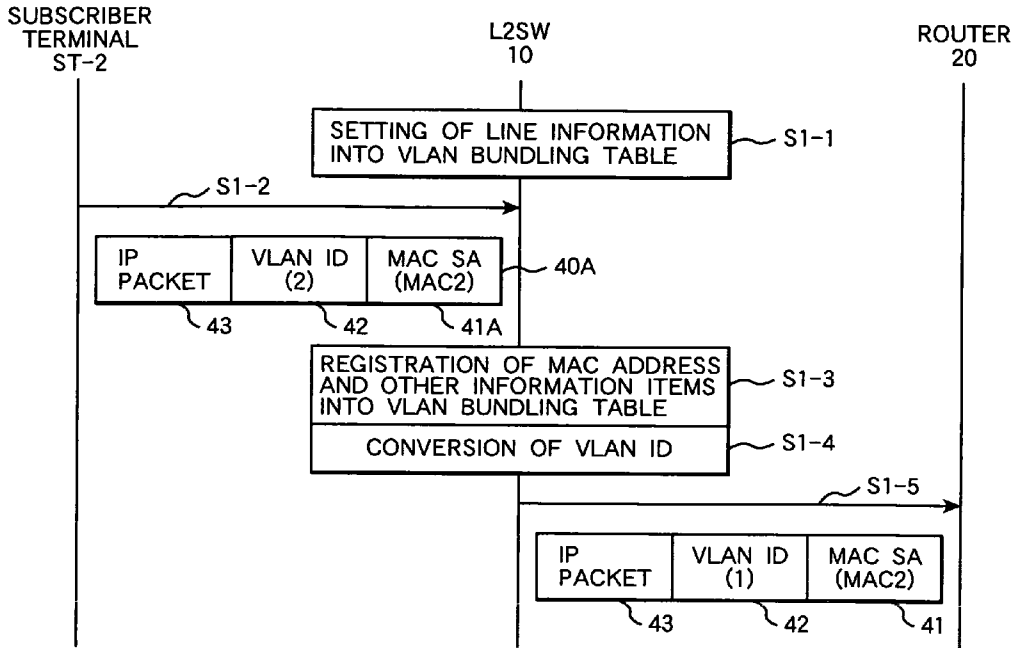 SUBSCRIBER
TERMINAL
ST-2
L2SW
10
ROUTER
20
SETTING OF LINE INFORMATION
INTO VLAN BUNDLING TABLE
S1-1
S1-2
IP
PACKET
VLAN ID
(2)
MAC SA
(MAC2)
40A
43
42
41A
REGISTRATION OF MAC ADDRESS
AND OTHER INFORMATION ITEMS
INTO VLAN BUNDLING TABLE
S1-3
CONVERSION OF VLAN ID
S1-4
S1-5
IP
PACKET
VLAN ID
(1)
MAC SA
(MAC2)
43
42
41